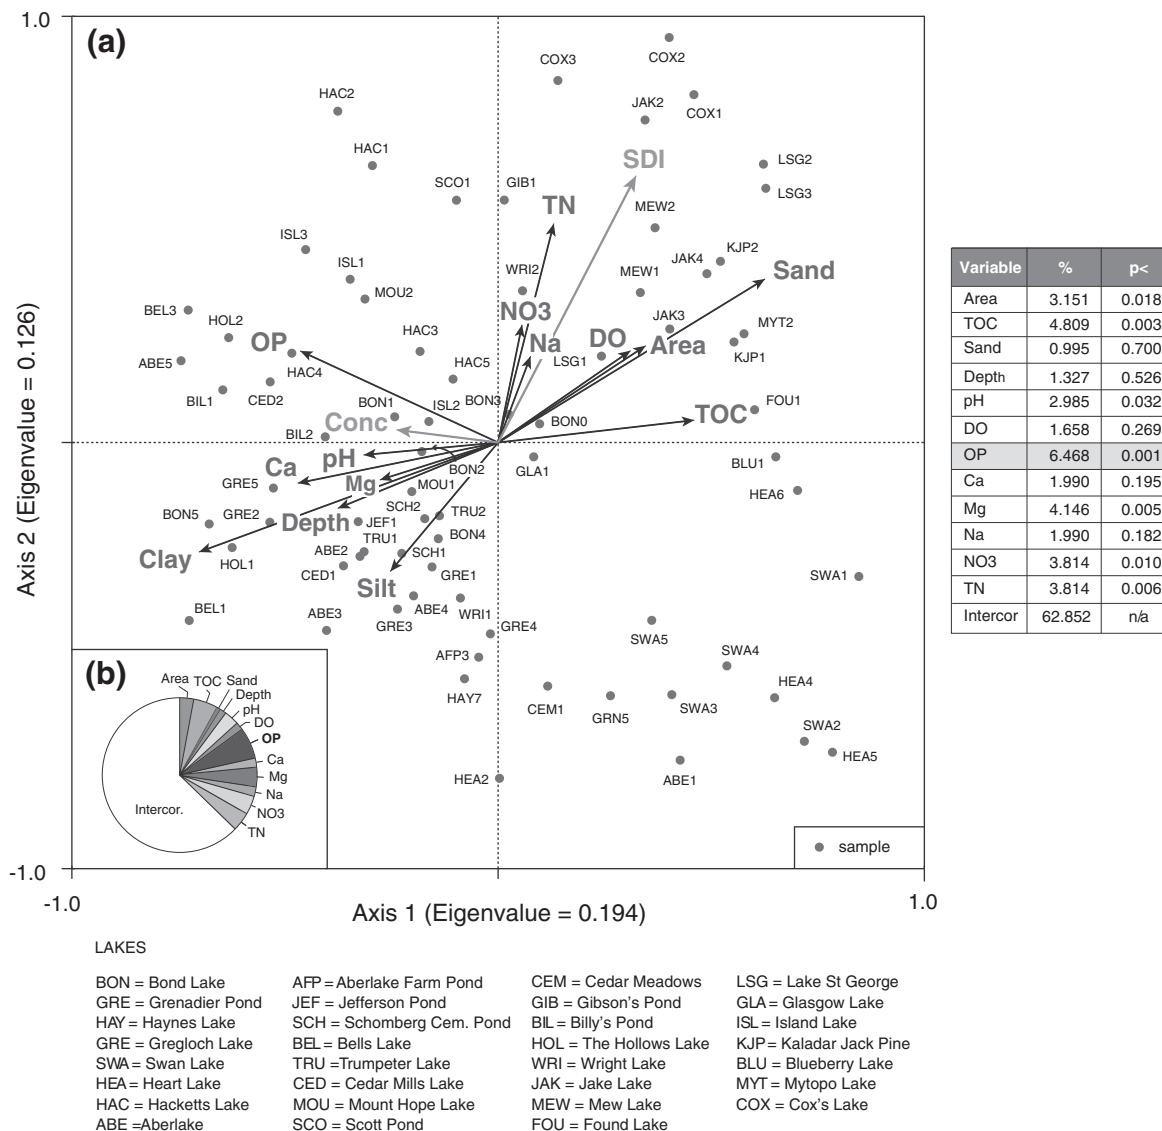 1.0
(a)
COX3
COX2
HAC2
JAK2
COX1
HAC1
SDI
LSG2
SCO1
GIB1
LSG3
TN
MEW2
ISL3
KJP2
ISL1
WRI2
MEW1
JAK4
Sand
MOU2
BEL3
HOL2
NO3
JAK3
MYT2
OP
HAC3
Na
DO
Area
ABE5
HAC4
HAC5
LSG1
KJP1
BIL1
CED2
BON1
ISL2
BON3
FOU1
TOC
Conc
BON0
BIL2
pH
Ca
BON2
GLA1
BLU1
GRE5
Mg
MOU1
HEA6
BON5
GRE2
Depth
JEF1
SCH2
TRU2
TRU1
BON4
Clay
HOL1
ABE2
SCH1
CED1
Silt
GRE1
SWA1
BEL1
ABE3
ABE4
WRI1
GRE3
GRE4
SWA5
SWA4
AFP3
HAY7
CEM1
GRN5
SWA3
HEA4
SWA2
HEA5
HEA2
ABE1
(b)
Area
TOC
Sand
Depth
pH
DO
OP
Ca
Mg
Na
NO3
TN
Intercor.
sample
Axis 2 (Eigenvalue = 0.126)
-1.0
-1.0
Axis 1 (Eigenvalue = 0.194)
1.0
Variable % p<
Area 3.151 0.018
TOC 4.809 0.003
Sand 0.995 0.700
Depth 1.327 0.526
pH 2.985 0.032
DO 1.658 0.269
OP 6.468 0.001
Ca 1.990 0.195
Mg 4.146 0.005
Na 1.990 0.182
NO3 3.814 0.010
TN 3.814 0.006
Intercor 62.852 n/a
LAKES
BON = Bond Lake
GRE = Grenadier Pond
HAY = Haynes Lake
GRE = Gregloch Lake
SWA = Swan Lake
HEA = Heart Lake
HAC = Hacketts Lake
ABE =Aberlake
AFP = Aberlake Farm Pond
JEF = Jefferson Pond
SCH = Schomberg Cem. Pond
BEL = Bells Lake
TRU =Trumpeter Lake
CED = Cedar Mills Lake
MOU = Mount Hope Lake
SCO = Scott Pond
CEM = Cedar Meadows
GIB = Gibson's Pond
BIL = Billy's Pond
HOL = The Hollows Lake
WRI = Wright Lake
JAK = Jake Lake
MEW = Mew Lake
FOU = Found Lake
LSG = Lake St George
GLA = Glasgow Lake
ISL = Island Lake
KJP = Kaladar Jack Pine
BLU = Blueberry Lake
MYT = Mytopo Lake
COX = Cox's Lake